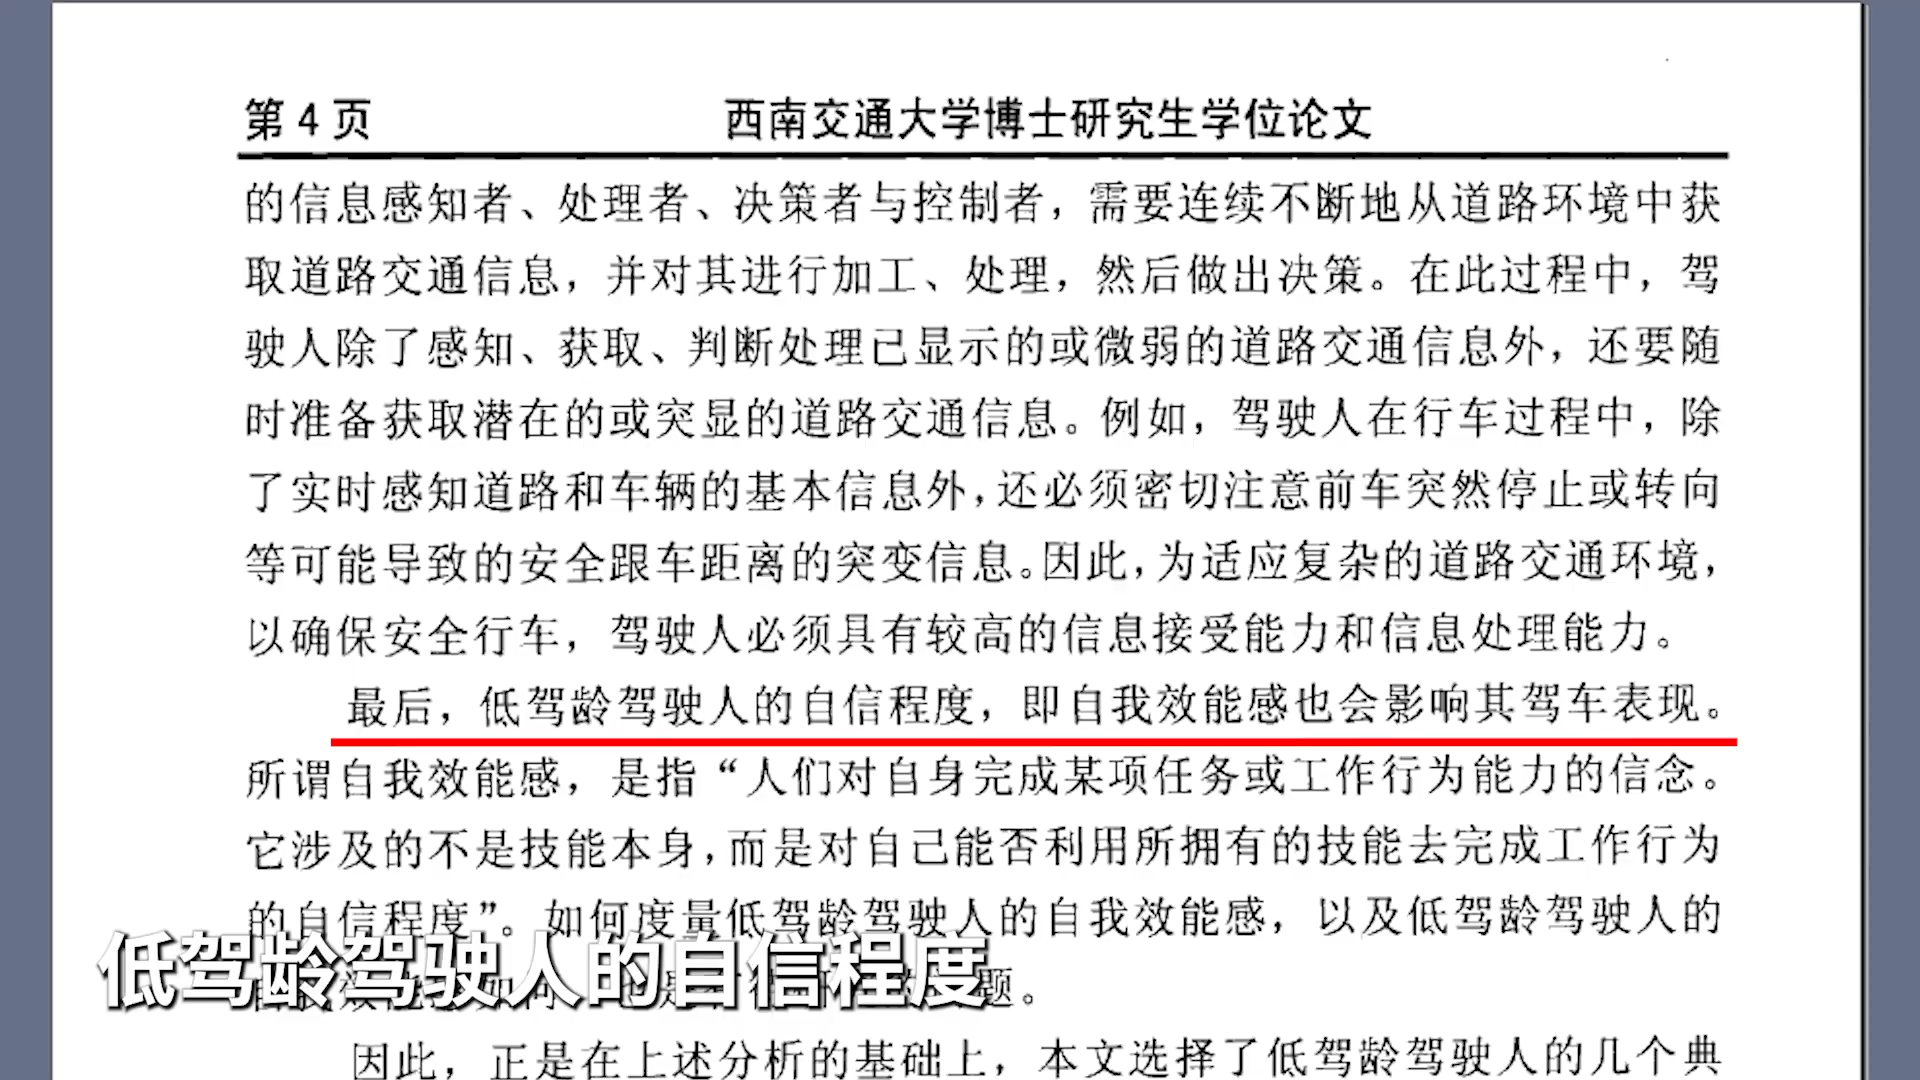 第 4 页 西南交通大学博士研究生学位论文
的信息感知者、处理者、决策者与控制者，需要连续不断地从道路环境中获
取道路交通信息，并对其进行加工、处理，然后做出决策。在此过程中，驾
驶人除了感知、获取、判断处理已显示的或微弱的道路交通信息外，还要随
时准备获取潜在的或突显的道路交通信息。例如，驾驶人在行车过程中，除
了实时感知道路和车辆的基本信息外，还必须密切注意前车突然停止或转向
等可能导致的安全跟车距离的突变信息。因此，为适应复杂的道路交通环境，
以确保安全行车，驾驶人必须具有较高的信息接受能力和信息处理能力。
最后，低驾龄驾驶人的自信程度，即自我效能感也会影响其驾车表现。
所谓自我效能感，是指“人们对自身完成某项任务或工作行为能力的信念。
它涉及的不是技能本身，而是对自己能否利用所拥有的技能去完成工作行为
的自信程度”。如何度量低驾龄驾驶人的自我效能感，以及低驾龄驾驶人的
题。
低驾龄驾驶人的自信程度
因此，正是在上述分析的基础上，本文选择了低驾龄驾驶人的几个典